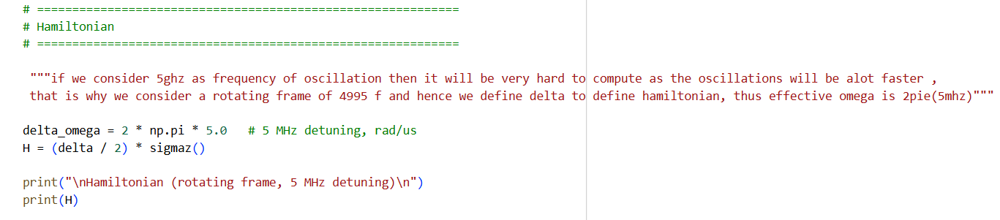 # ============================================================
# Hamiltonian
# ============================================================
"""if we consider 5ghz as frequency of oscillation then it will be very hard to compute as the oscillations will be alot faster ,
that is why we consider a rotating frame of 4995 f and hence we define delta to define hamiltonian, thus effective omega is 2pie(5mhz)"""
delta_omega = 2 * np.pi * 5.0   # 5 MHz detuning, rad/us
H = (delta / 2) * sigmaz()
print("\nHamiltonian (rotating frame, 5 MHz detuning)\n")
print(H)